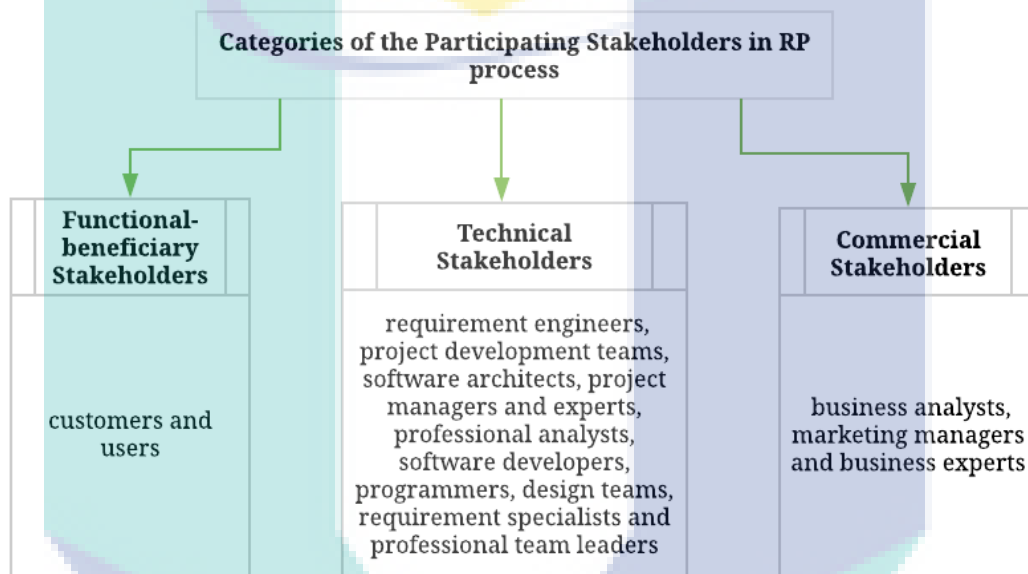 Categories of the Participating Stakeholders in RP
process
Functional-
beneficiary
Stakeholders
customers and
users
Technical
Stakeholders
requirement engineers,
project development teams,
software architects, project
managers and experts,
professional analysts,
software developers,
programmers, design teams,
requirement specialists and
professional team leaders
Commercial
Stakeholders
business analysts,
marketing managers
and business experts